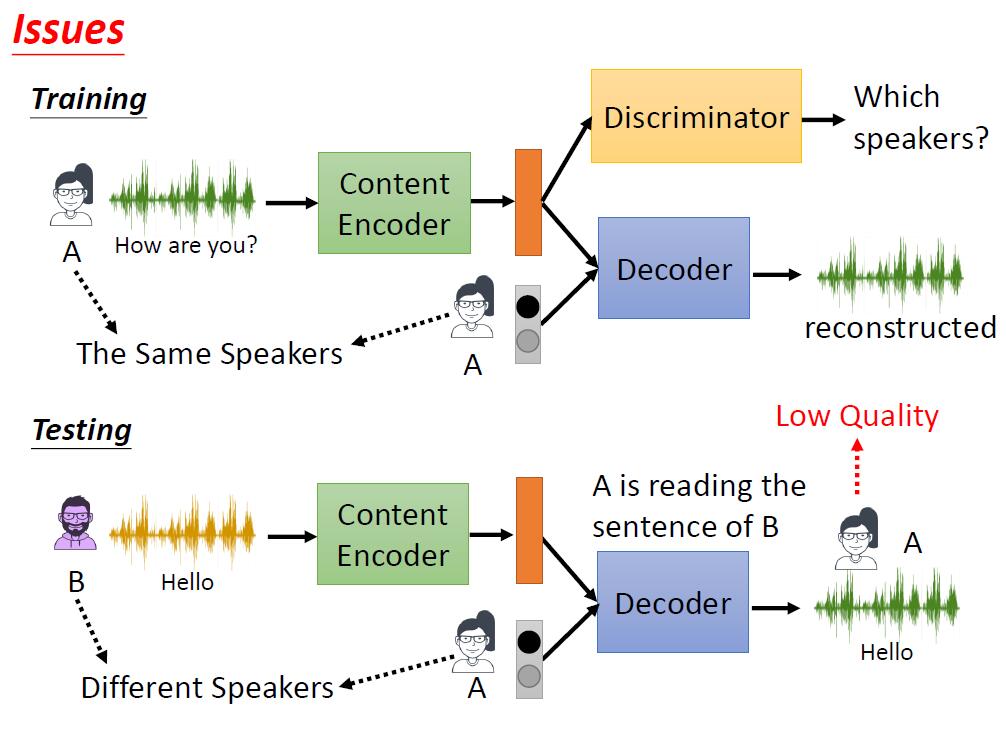 Issues
Training
Discriminator
Which
speakers?
Content
Encoder
A
How are you?
Decoder
reconstructed
The Same Speakers
A
Testing
Low Quality
A is reading the
sentence of B
Content
Encoder
A
B
Hello
Decoder
Hello
Different Speakers
A